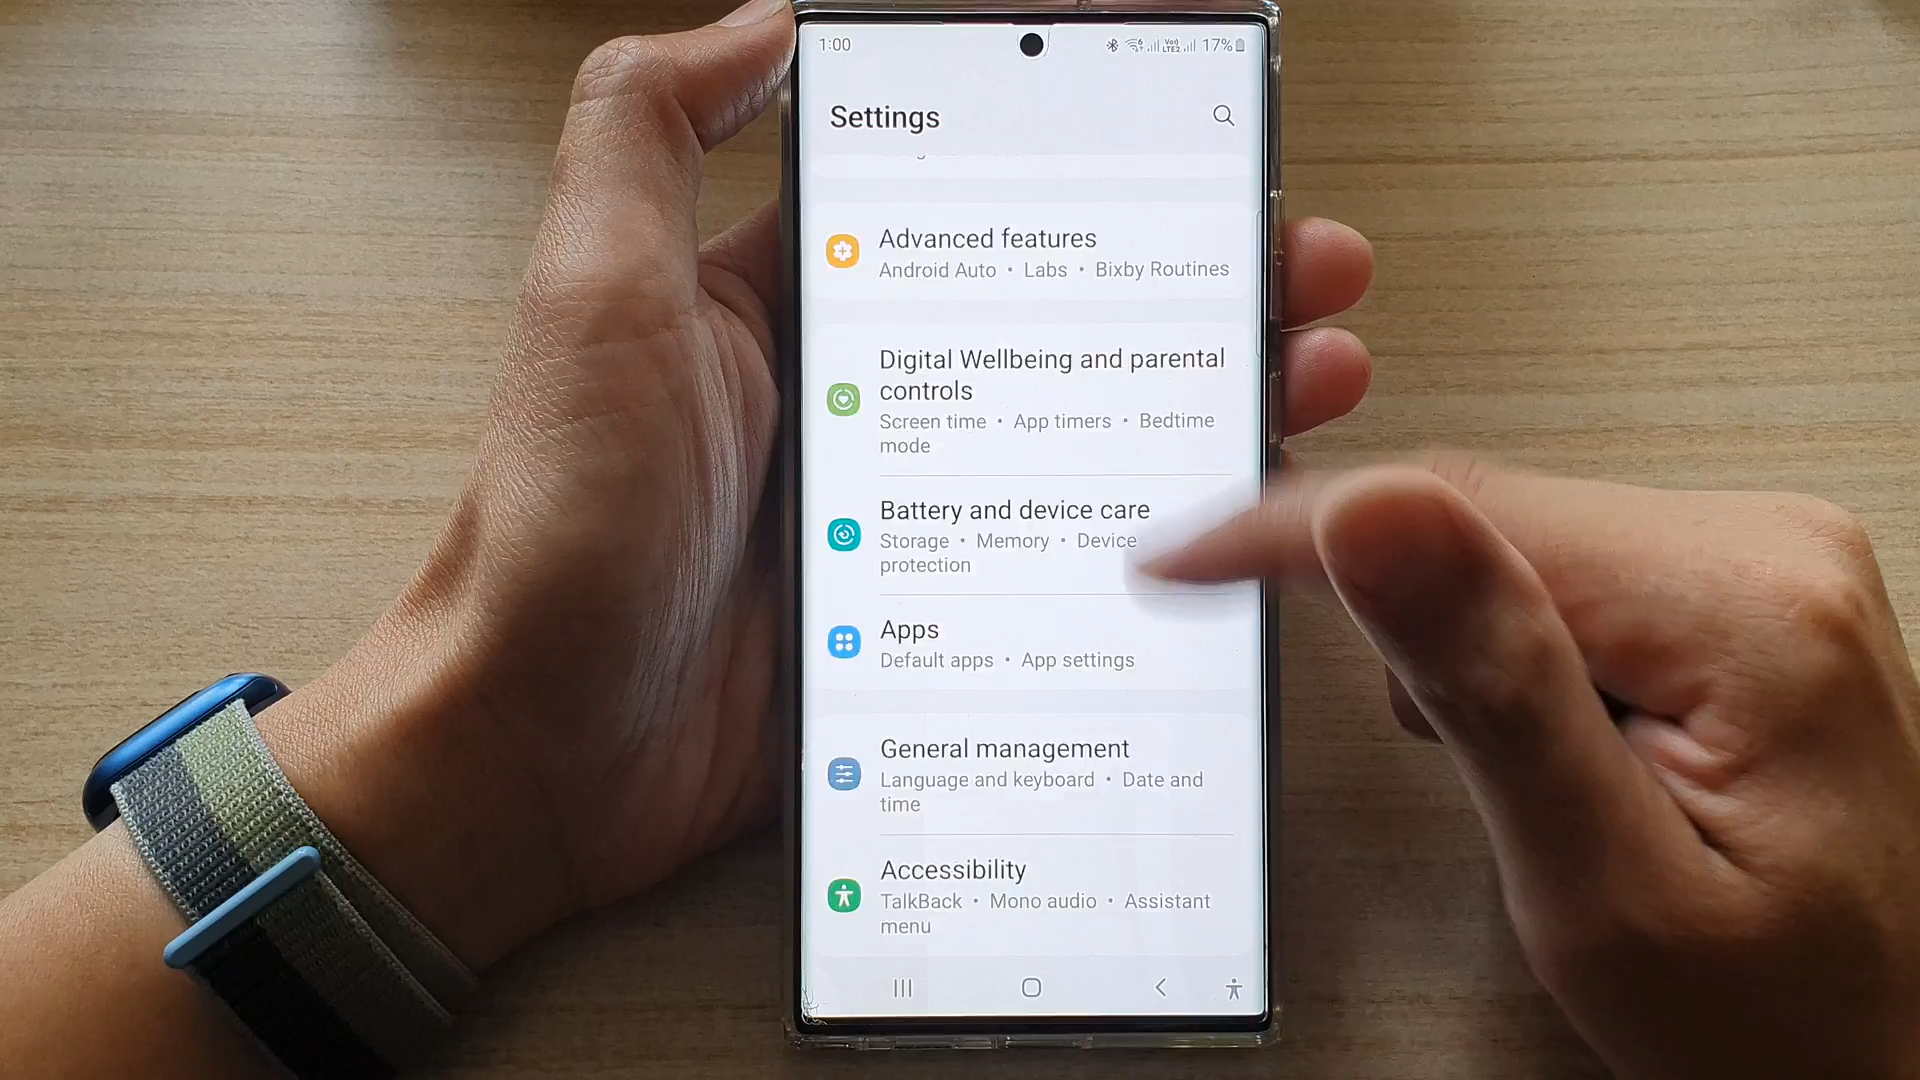 1:00 17%
Settings
Advanced features
Android Auto • Labs • Bixby Routines
Digital Wellbeing and parental
controls
Screen time • App timers • Bedtime
mode
Battery and device care
Storage • Memory • Device
protection
Apps
Default apps • App settings
General management
Language and keyboard • Date and
time
Accessibility
TalkBack • Mono audio • Assistant
menu